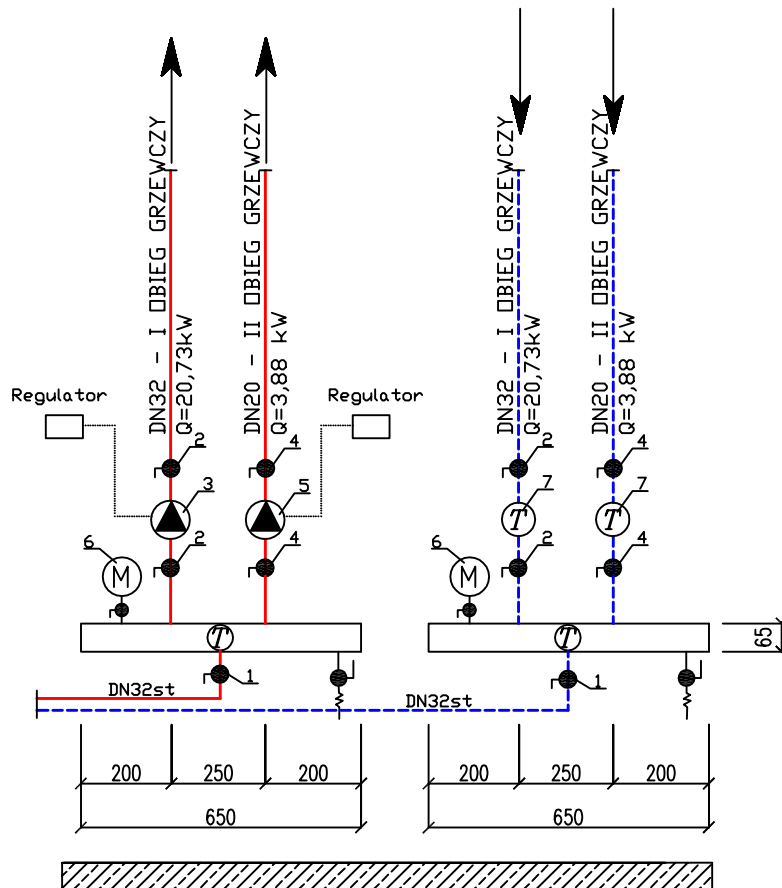 DN32 - I OBIEG GRZEWCZY
Q=20,73kW
DN20 - II OBIEG GRZEWCZY
Q=3,88 kW
DN32 - I OBIEG GRZEWCZY
Q=20,73kW
DN20 - II OBIEG GRZEWCZY
Q=3,88 kW
Regulator
Regulator
2
4
2
4
3
5
7
7
T
T
2
4
2
4
6
M
6
M
T
T
65
1
1
DN32st
DN32st
200
250
200
200
250
200
650
650